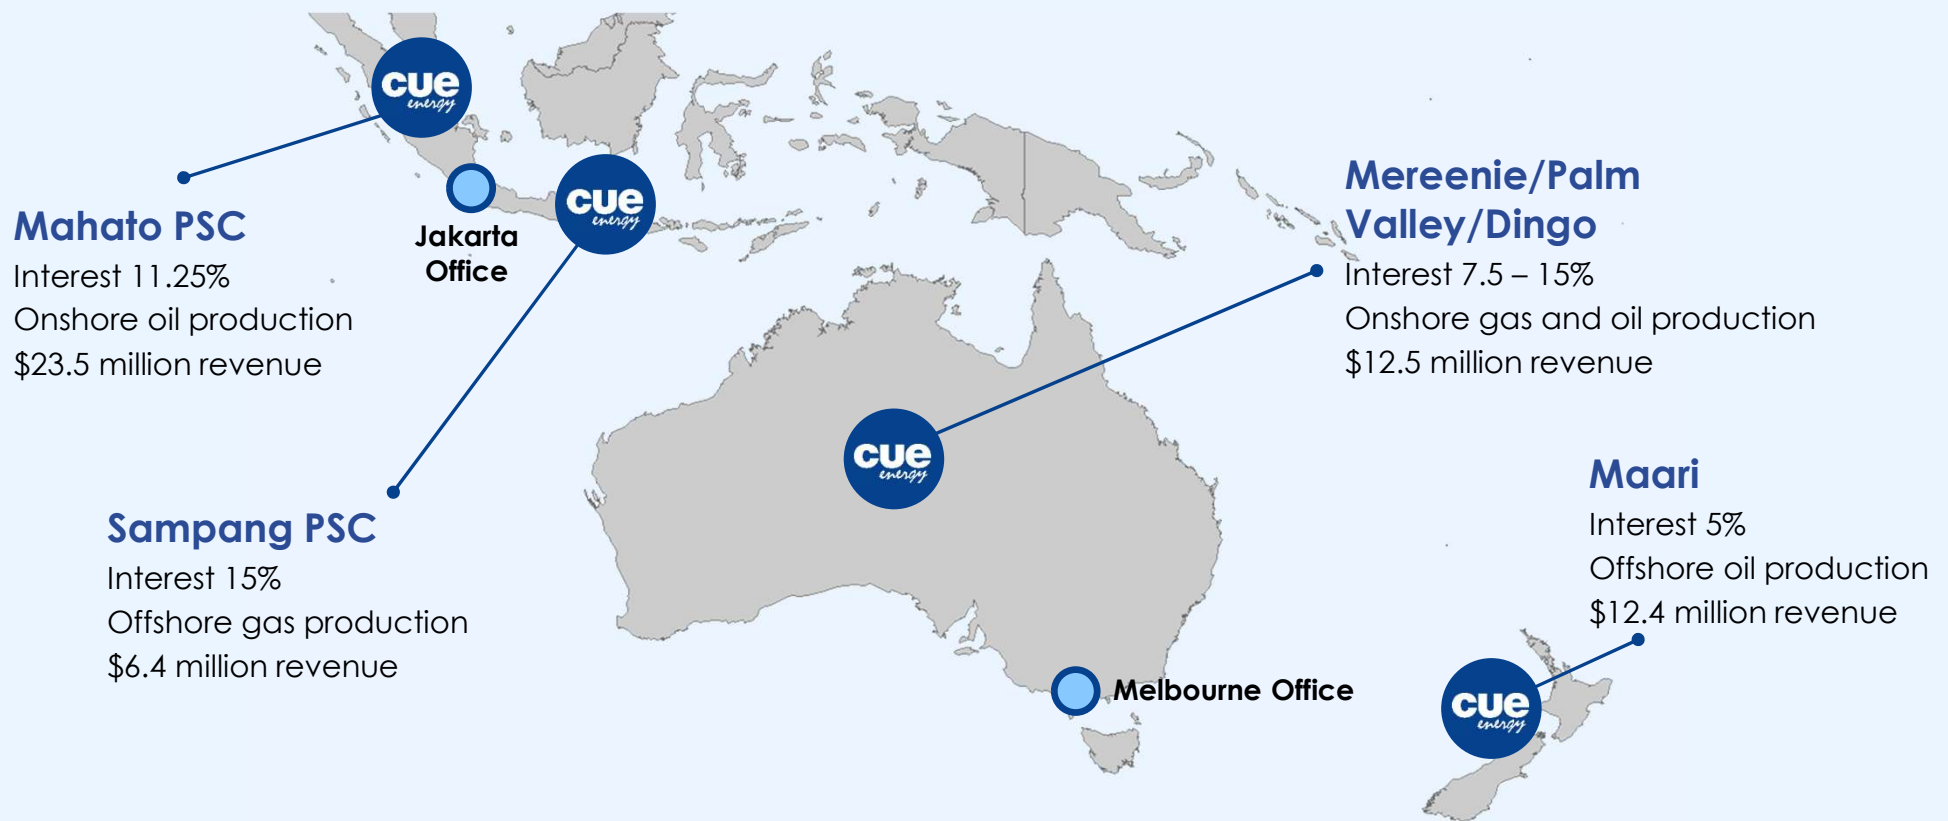 cue
energy
Mahato PSC
Interest 11.25%
Onshore oil production
$23.5 million revenue
Jakarta
Office
cue
energy
Sampang PSC
Interest 15%
Offshore gas production
$6.4 million revenue
Mereenie/Palm
Valley/Dingo
Interest 7.5 – 15%
Onshore gas and oil production
$12.5 million revenue
cue
energy
Melbourne Office
Maari
Interest 5%
Offshore oil production
$12.4 million revenue
cue
energy